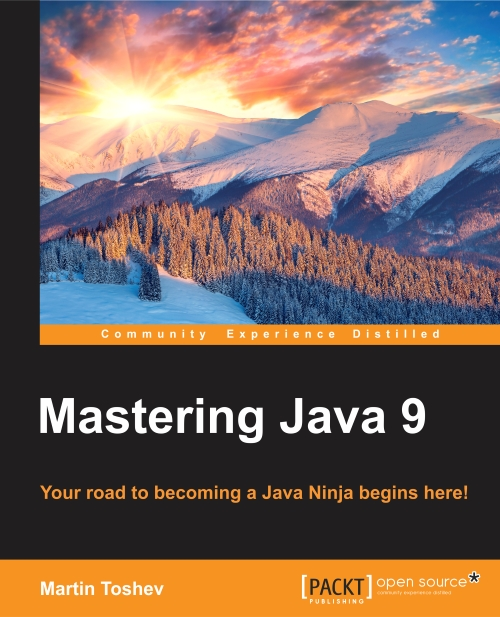 Community Experience Distilled
Mastering Java 9
Your road to becoming a Java Ninja begins here!
Martin Toshev
[PACKT] open source*
PUBLISHING community experience distilled